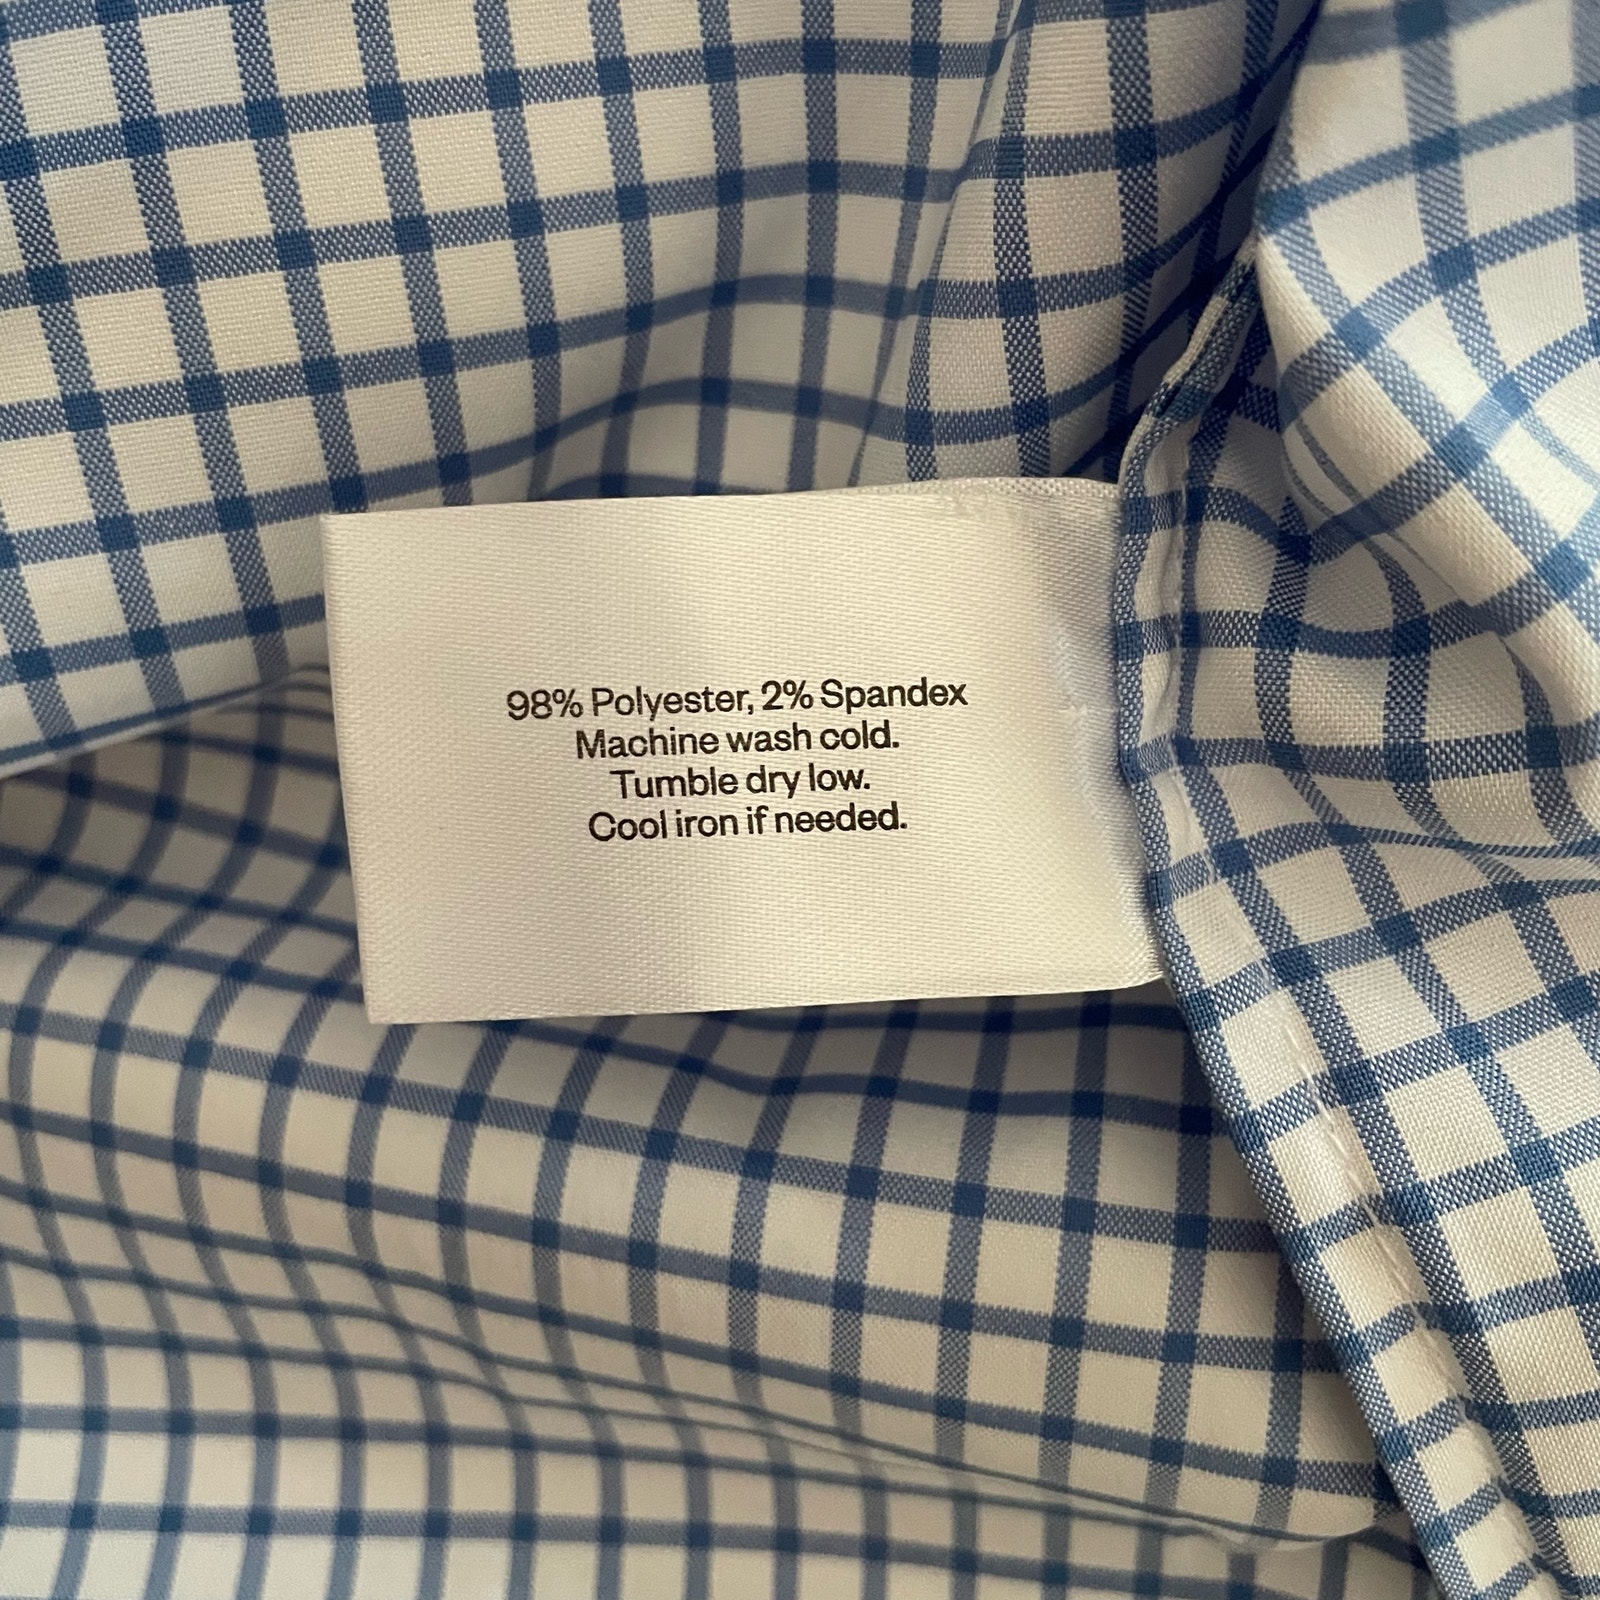 98% Polyester, 2% Spandex
Machine wash cold.
Tumble dry low.
Cool iron if needed.